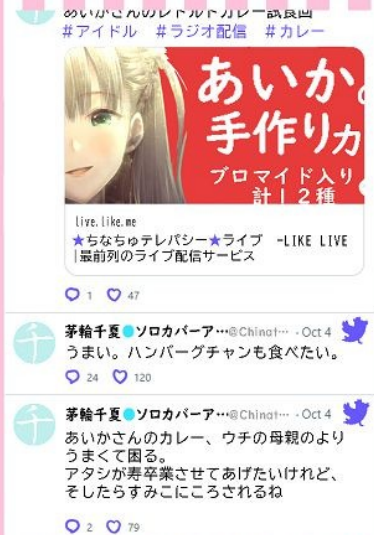 あいかさんのレトルトカレー試食回
#アイドル #ラジオ配信 #カレー
あいか
手作りカ
ブロマイド入り
計12種
live.like.me
★ちなちゅテレパシー★ライブ -LIKE LIVE
|最前列のライブ配信サービス
1 47
千
茅輪千夏●ソロカバーア…@Chinat… · Oct 4
うまい。ハンバーグチャンも食べたい。
24 120
千
茅輪千夏●ソロカバーア…@Chinat… · Oct 4
あいかさんのカレー、ウチの母親のより
うまくて困る。
アタシが寿卒業させてあげたいけれど、
そしたらすみこにころされるね
2 79